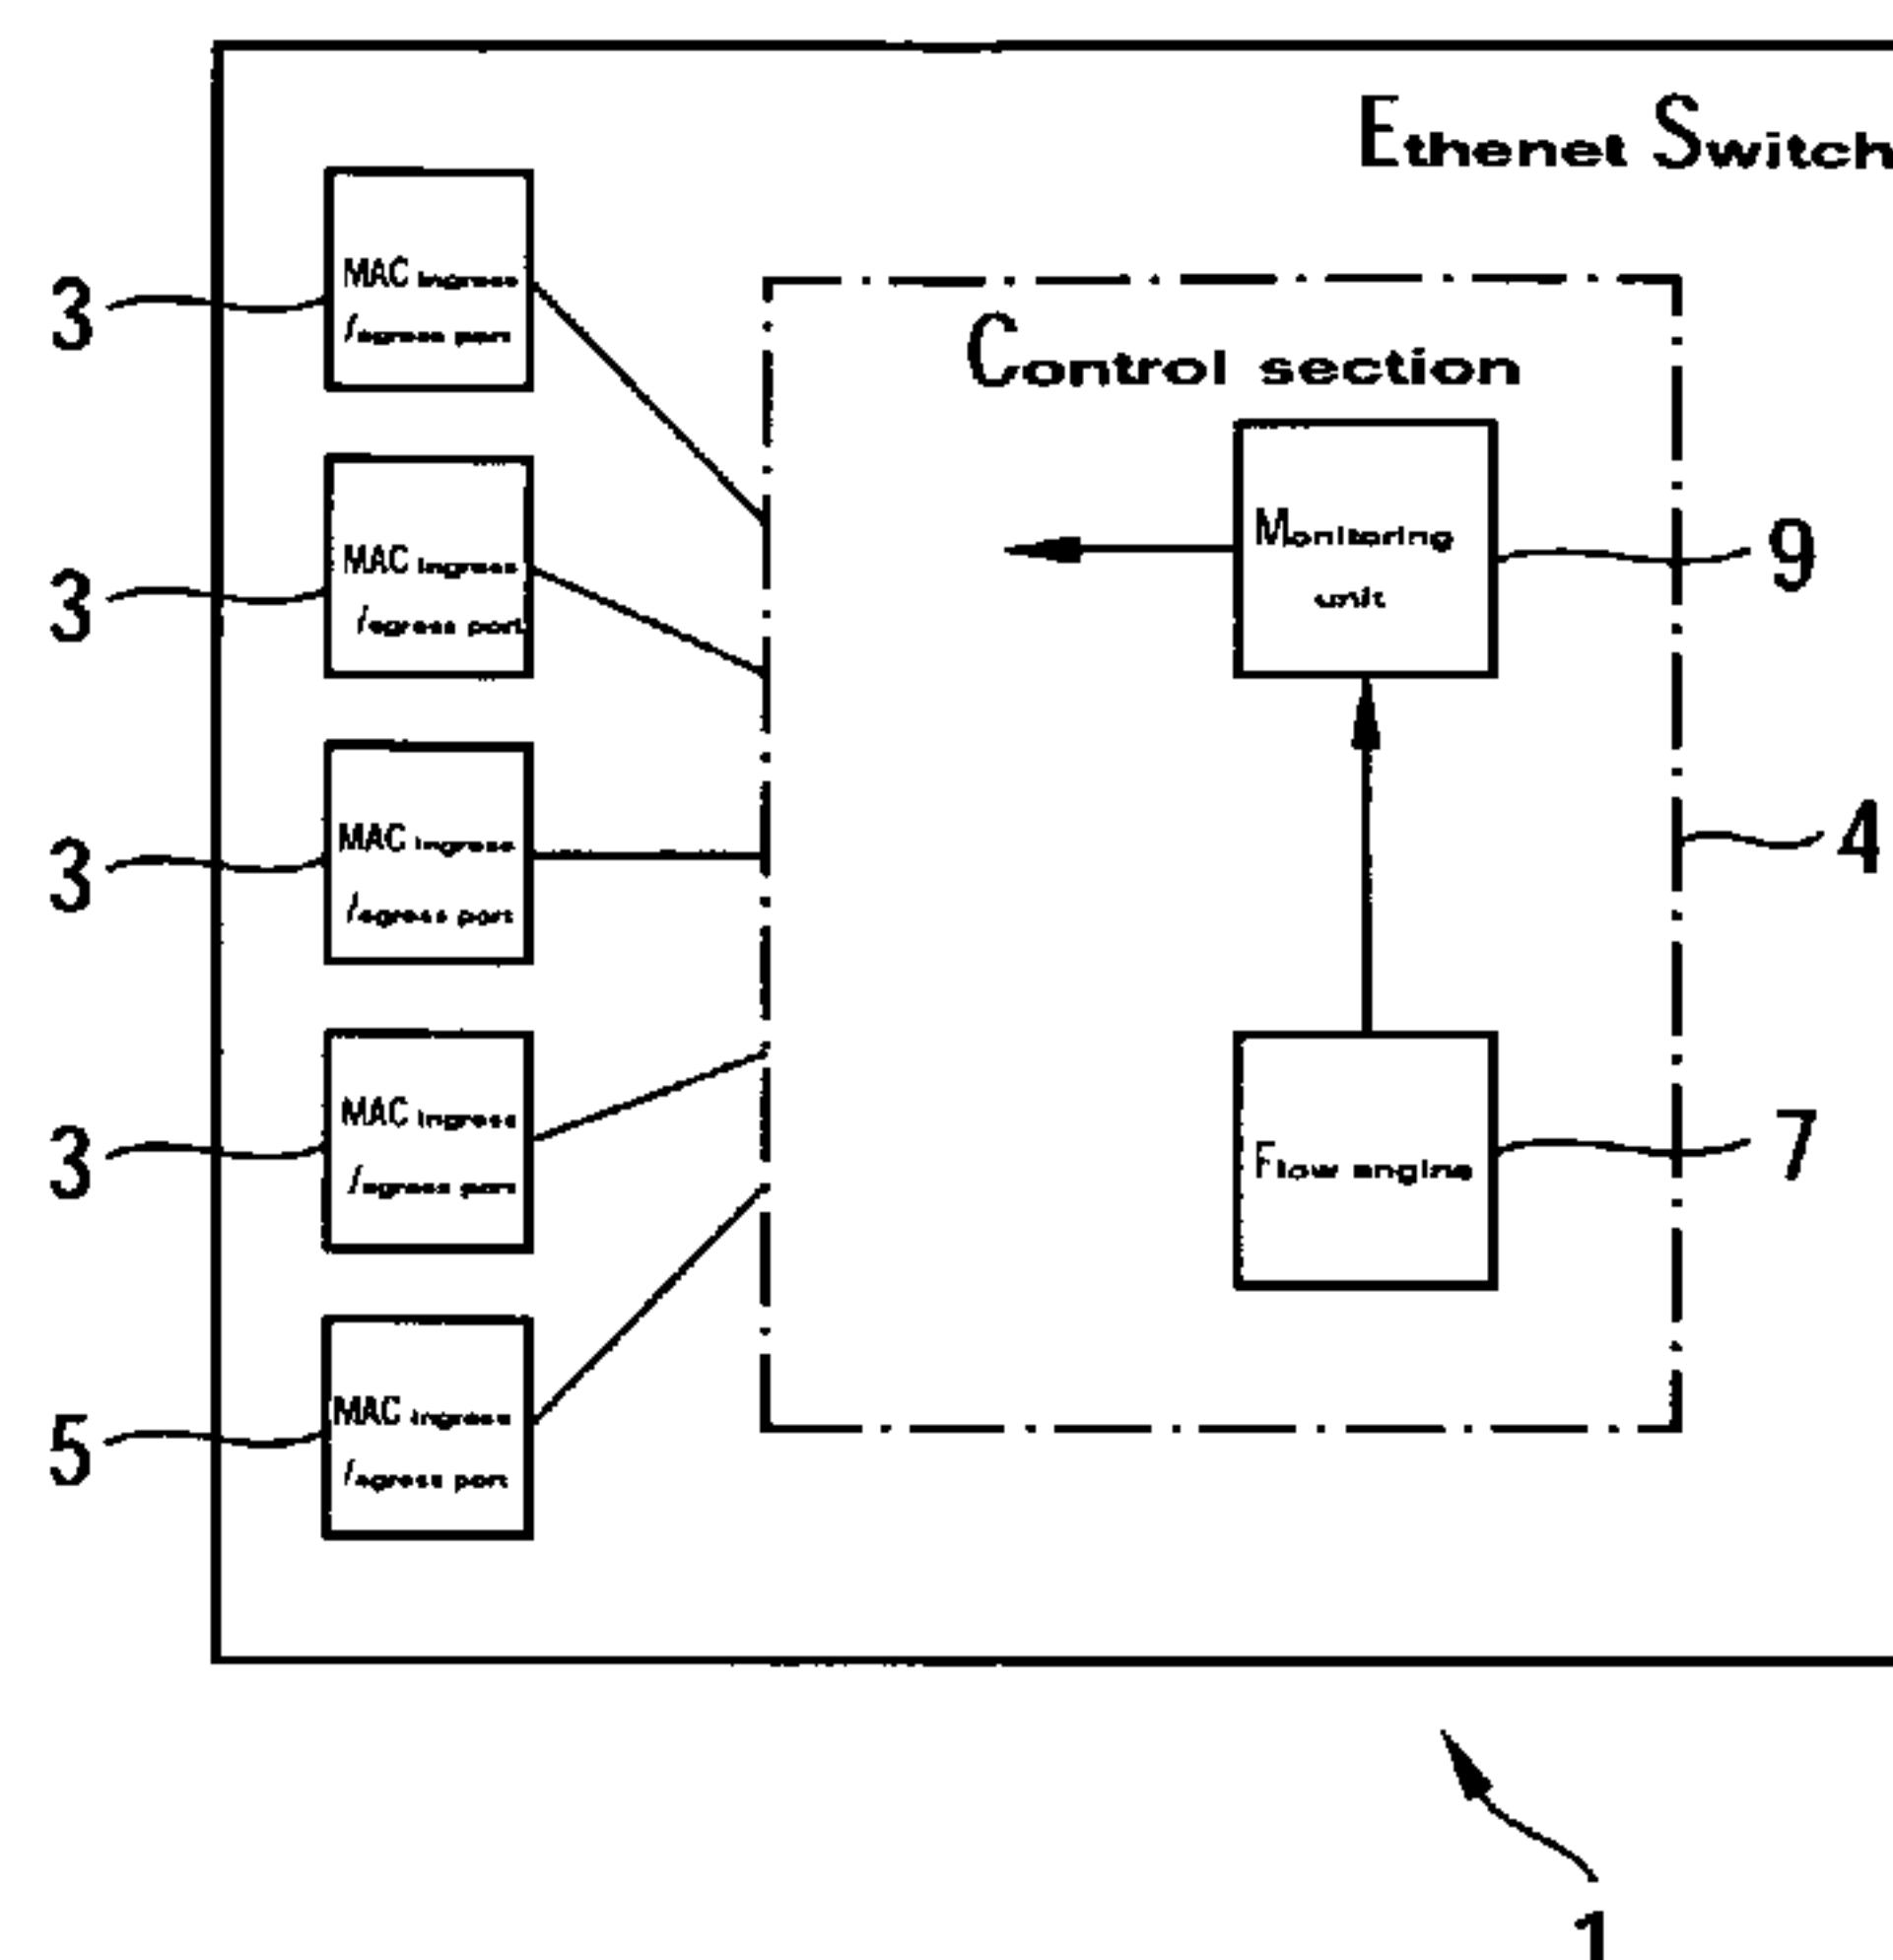 Ethenet Switch
3
MAC Ingress
/egress port
Control section
3
MAC Ingress
/egress port
Monitoring
unit
9
3
MAC Ingress
/egress port
4
3
MAC Ingress
/egress port
Flow engine
7
5
MAC Ingress
/egress port
1